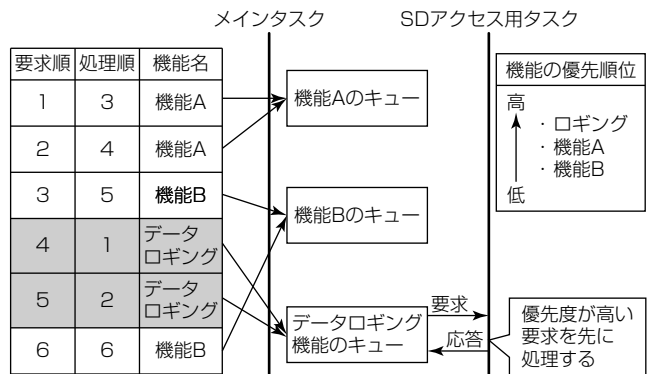 メインタスク
SDアクセス用タスク
要求順 処理順 機能名
1 3 機能A
2 4 機能A
3 5 機能B
4 1 データ
ロギング
5 2 データ
ロギング
6 6 機能B
機能Aのキュー
機能Bのキュー
データロギング
機能のキュー
要求
応答
機能の優先順位
高
・ロギング
・機能A
・機能B
低
優先度が高い
要求を先に
処理する